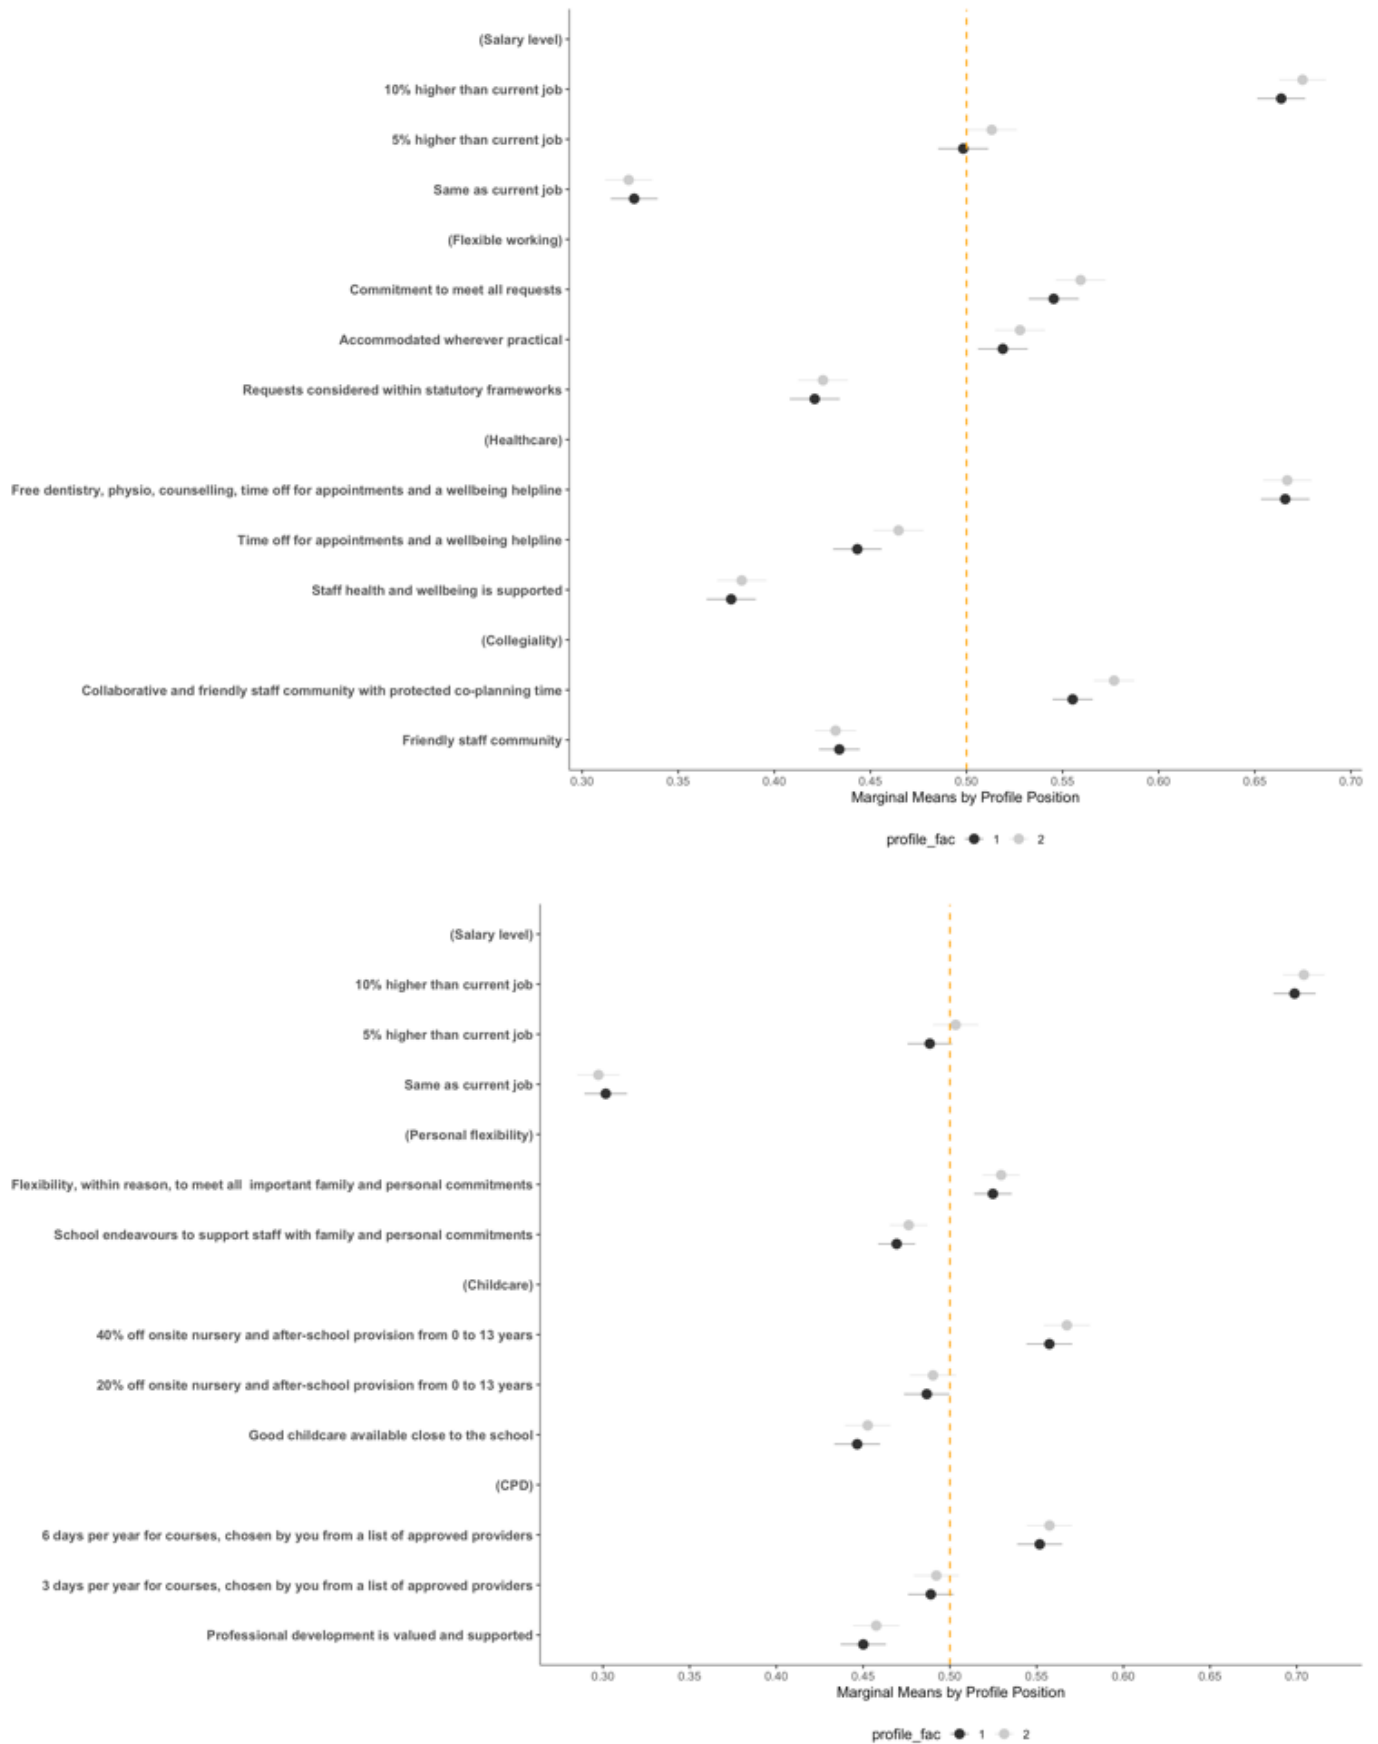 (Salary level)
10% higher than current job
5% higher than current job
Same as current job
(Flexible working)
Commitment to meet all requests
Accommodated wherever practical
Requests considered within statutory frameworks
(Healthcare)
Free dentistry, physio, counselling, time off for appointments and a wellbeing helpline
Time off for appointments and a wellbeing helpline
Staff health and wellbeing is supported
(Collegiality)
Collaborative and friendly staff community with protected co-planning time
Friendly staff community
0.30 0.35 0.40 0.45 0.50 0.55 0.60 0.65 0.70
Marginal Means by Profile Position
profile_fac 1 2
(Salary level)
10% higher than current job
5% higher than current job
Same as current job
(Personal flexibility)
Flexibility, within reason, to meet all  important family and personal commitments
School endeavours to support staff with family and personal commitments
(Childcare)
40% off onsite nursery and after-school provision from 0 to 13 years
20% off onsite nursery and after-school provision from 0 to 13 years
Good childcare available close to the school
(CPD)
6 days per year for courses, chosen by you from a list of approved providers
3 days per year for courses, chosen by you from a list of approved providers
Professional development is valued and supported
0.30 0.35 0.40 0.45 0.50 0.55 0.60 0.65 0.70
Marginal Means by Profile Position
profile_fac 1 2